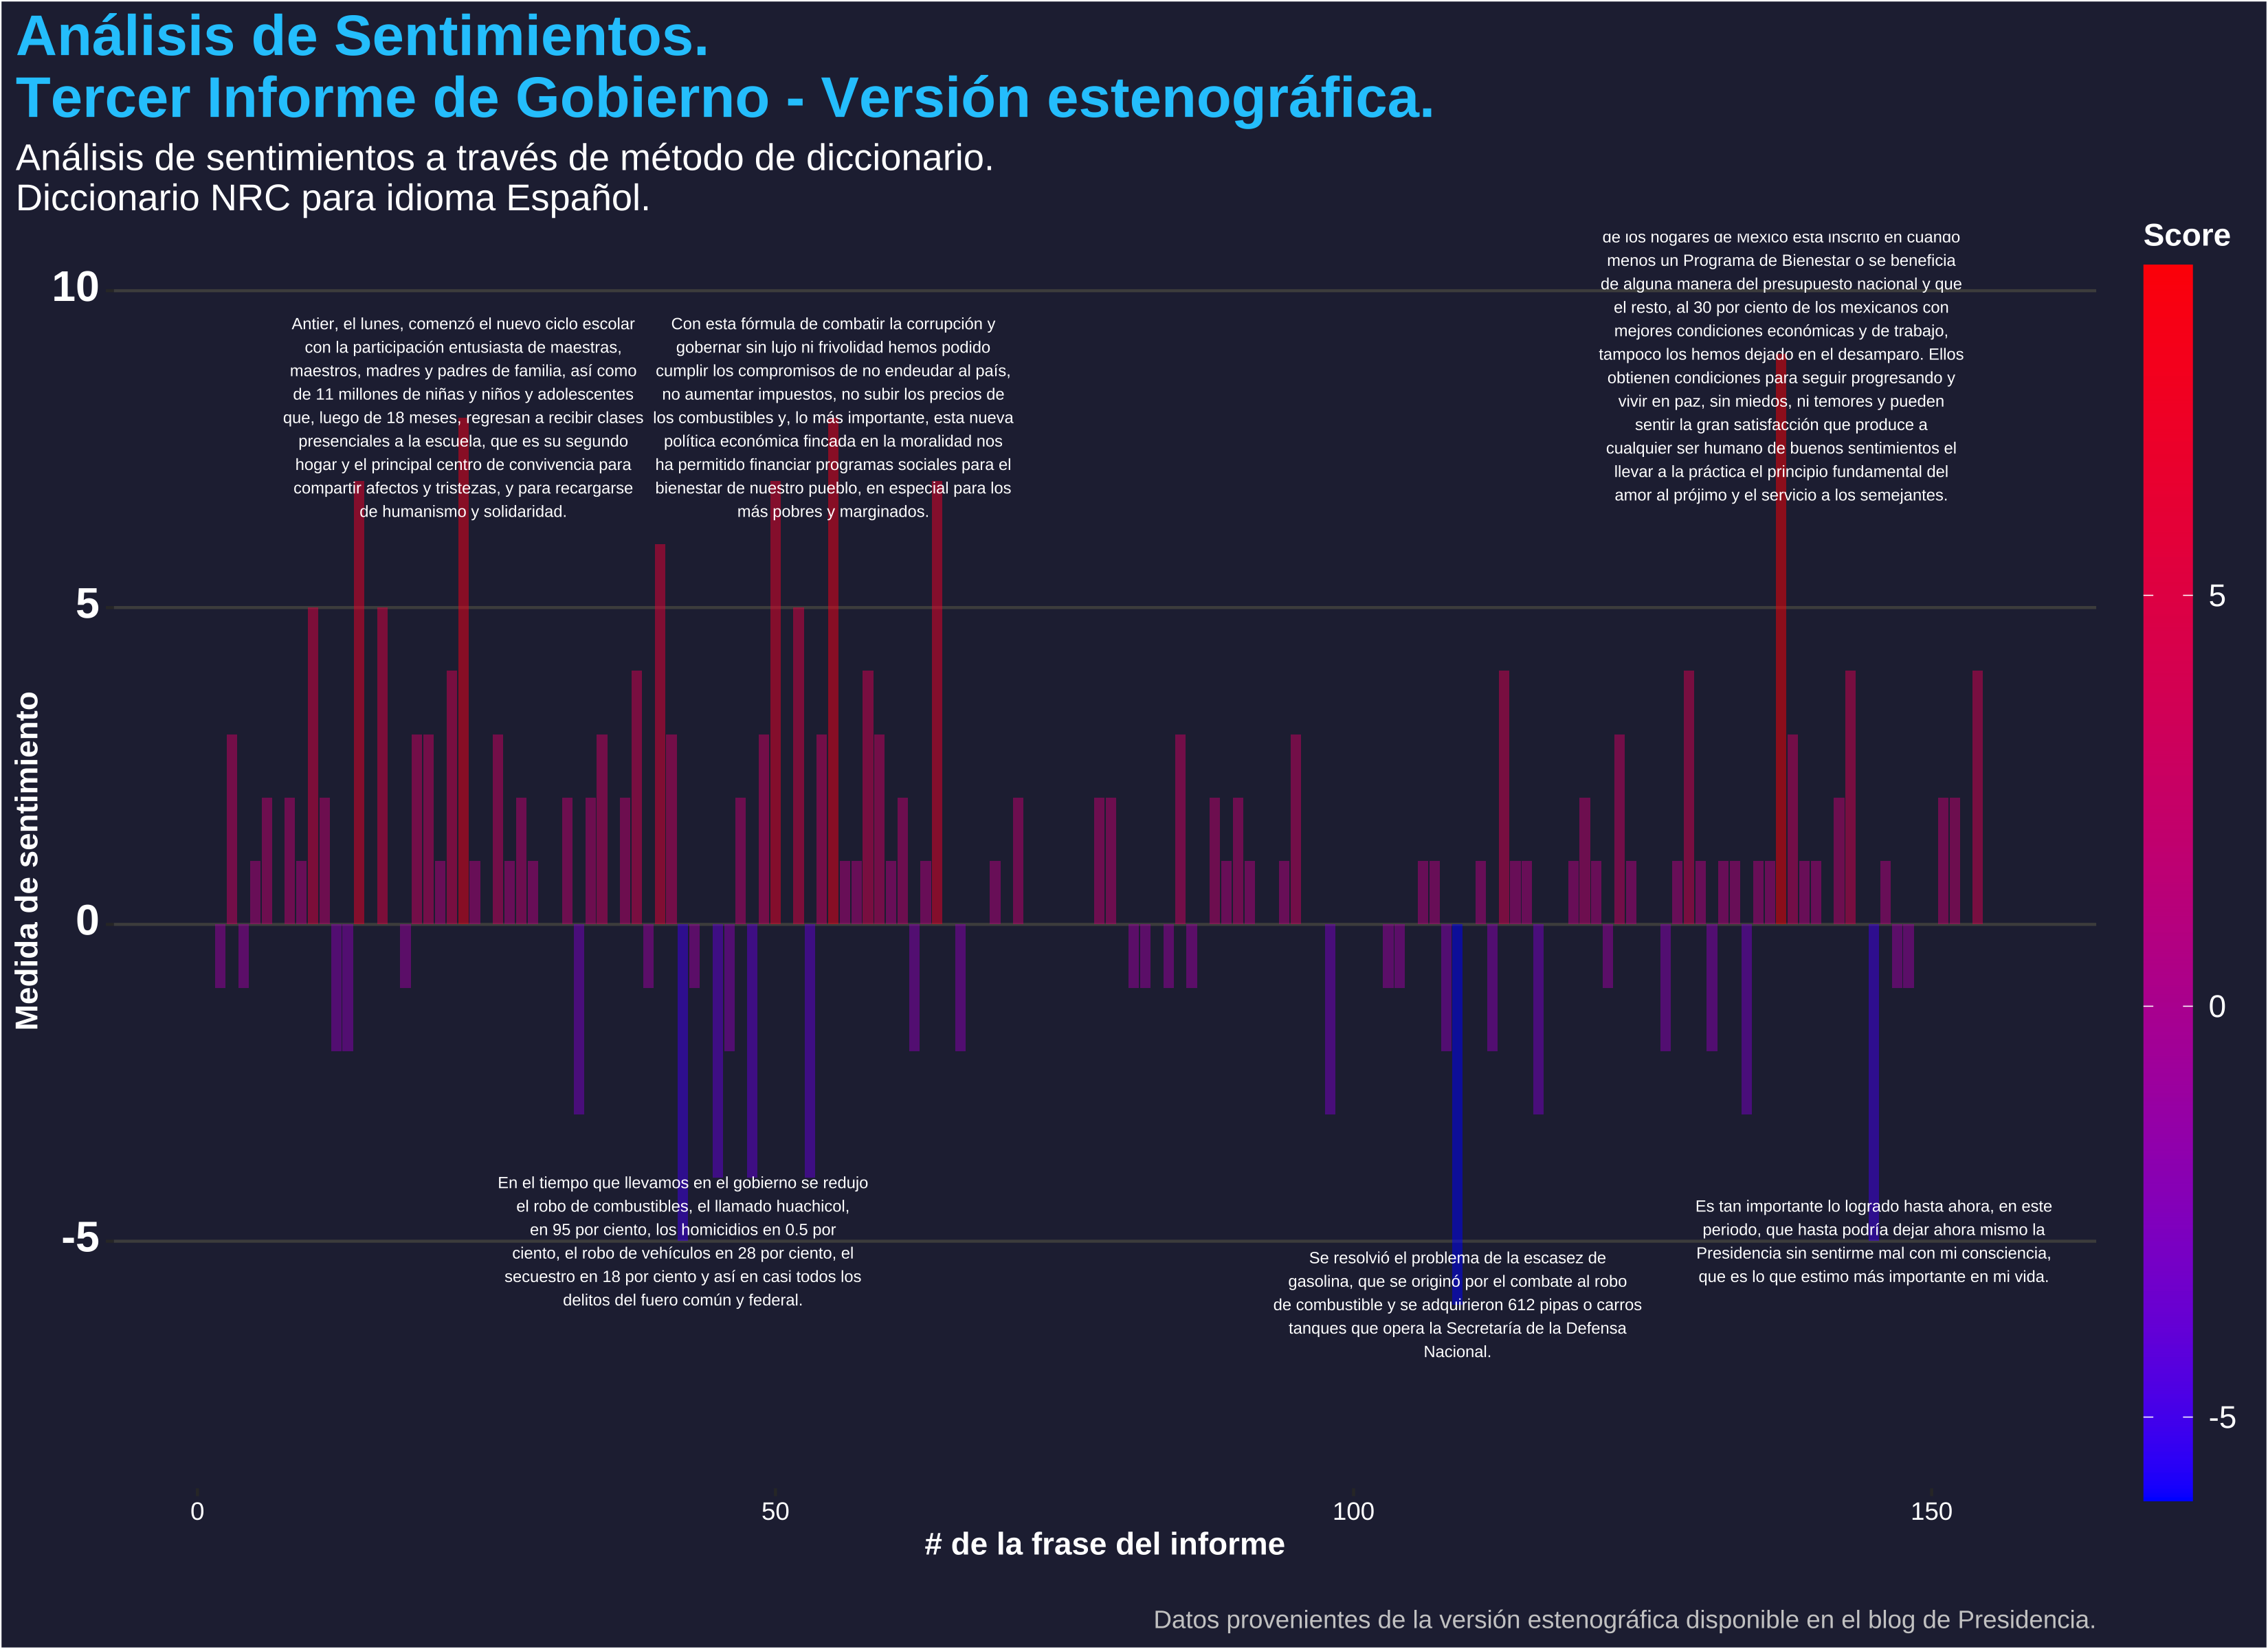 Análisis de Sentimientos.
Tercer Informe de Gobierno - Versión estenográfica.
Análisis de sentimientos a través de método de diccionario.
Diccionario NRC para idioma Español.
Score
5
0
-5
Medida de sentimiento
10
5
0
-5
Antier, el lunes, comenzó el nuevo ciclo escolar
con la participación entusiasta de maestras,
maestros, madres y padres de familia, así como
de 11 millones de niñas y niños y adolescentes
que, luego de 18 meses, regresan a recibir clases
presenciales a la escuela, que es su segundo
hogar y el principal centro de convivencia para
compartir afectos y tristezas, y para recargarse
de humanismo y solidaridad.
Con esta fórmula de combatir la corrupción y
gobernar sin lujo ni frivolidad hemos podido
cumplir los compromisos de no endeudar al país,
no aumentar impuestos, no subir los precios de
los combustibles y, lo más importante, esta nueva
política económica fincada en la moralidad nos
ha permitido financiar programas sociales para el
bienestar de nuestro pueblo, en especial para los
más pobres y marginados.
de los hogares de México está inscrito en cuando
menos un Programa de Bienestar o se beneficia
de alguna manera del presupuesto nacional y que
el resto, al 30 por ciento de los mexicanos con
mejores condiciones económicas y de trabajo,
tampoco los hemos dejado en el desamparo. Ellos
obtienen condiciones para seguir progresando y
vivir en paz, sin miedos, ni temores y pueden
sentir la gran satisfacción que produce a
cualquier ser humano de buenos sentimientos el
llevar a la práctica el principio fundamental del
amor al prójimo y el servicio a los semejantes.
En el tiempo que llevamos en el gobierno se redujo
el robo de combustibles, el llamado huachicol,
en 95 por ciento, los homicidios en 0.5 por
ciento, el robo de vehículos en 28 por ciento, el
secuestro en 18 por ciento y así en casi todos los
delitos del fuero común y federal.
Se resolvió el problema de la escasez de
gasolina, que se originó por el combate al robo
de combustible y se adquirieron 612 pipas o carros
tanques que opera la Secretaría de la Defensa
Nacional.
Es tan importante lo logrado hasta ahora, en este
periodo, que hasta podría dejar ahora mismo la
Presidencia sin sentirme mal con mi consciencia,
que es lo que estimo más importante en mi vida.
0
50
100
150
# de la frase del informe
Datos provenientes de la versión estenográfica disponible en el blog de Presidencia.